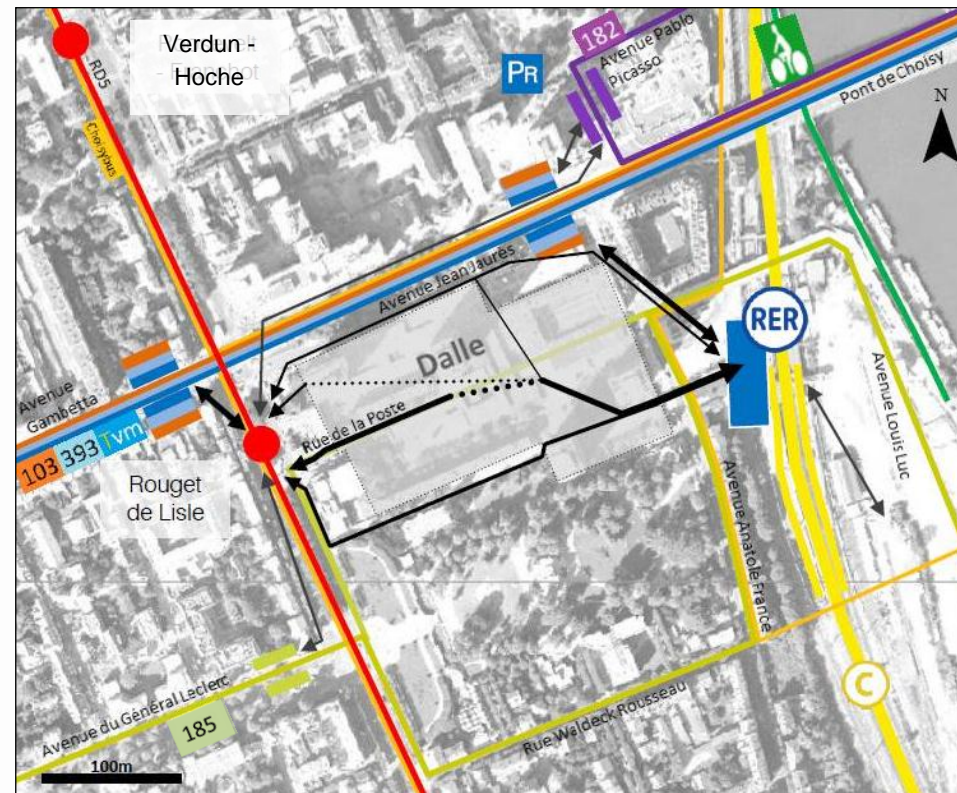 Verdun -
Hoche
RD5
Choisybus
182
Avenue Pablo
Picasso
PR
Pont de Choisy
N
Avenue Jean Jaurès
RER
Dalle
Avenue
Gambetta
Rue de la Poste
103 393 Tvm
Rouget
de Lisle
Avenue Louis Luc
Avenue Anatole France
C
Avenue du Général Leclerc
185
Rue Waldeck Rousseau
100m